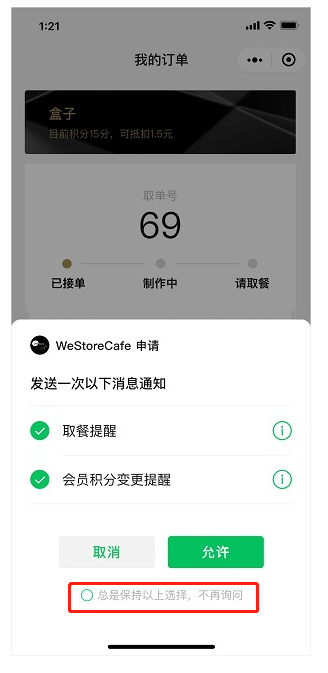 1:21
我的订单
盒子
目前积分15分，可抵扣1.5元
取单号
69
已接单 制作中 请取餐
WeStoreCafe 申请
发送一次以下消息通知
取餐提醒
会员积分变更提醒
取消 允许
总是保持以上选择，不再询问